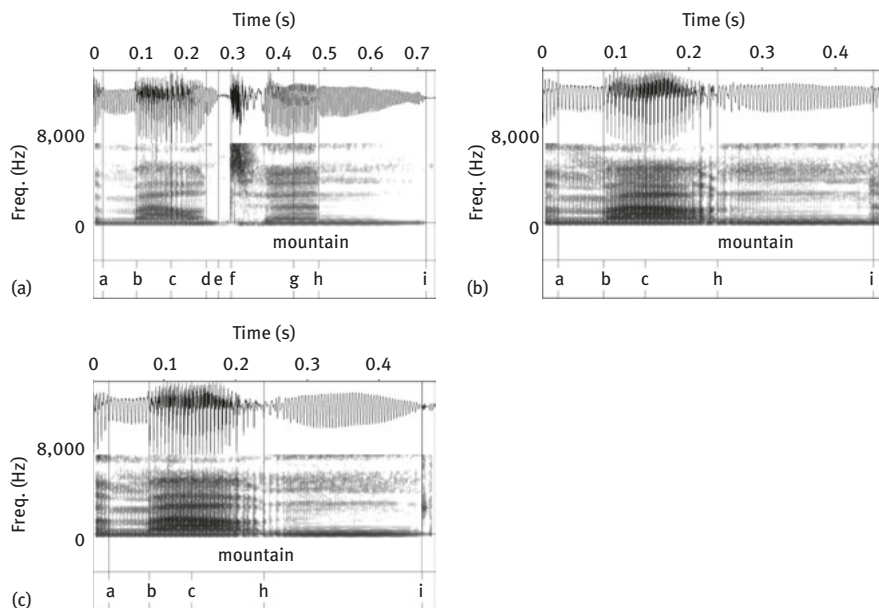 Time (s)
0 0.1 0.2 0.3 0.4 0.5 0.6 0.7
8,000
Freq. (Hz)
0
mountain
a b c d e f g h i
(a)
Time (s)
0 0.1 0.2 0.3 0.4
8,000
Freq. (Hz)
0
mountain
a b c h i
(b)
Time (s)
0 0.1 0.2 0.3 0.4
8,000
Freq. (Hz)
0
mountain
a b c h i
(c)